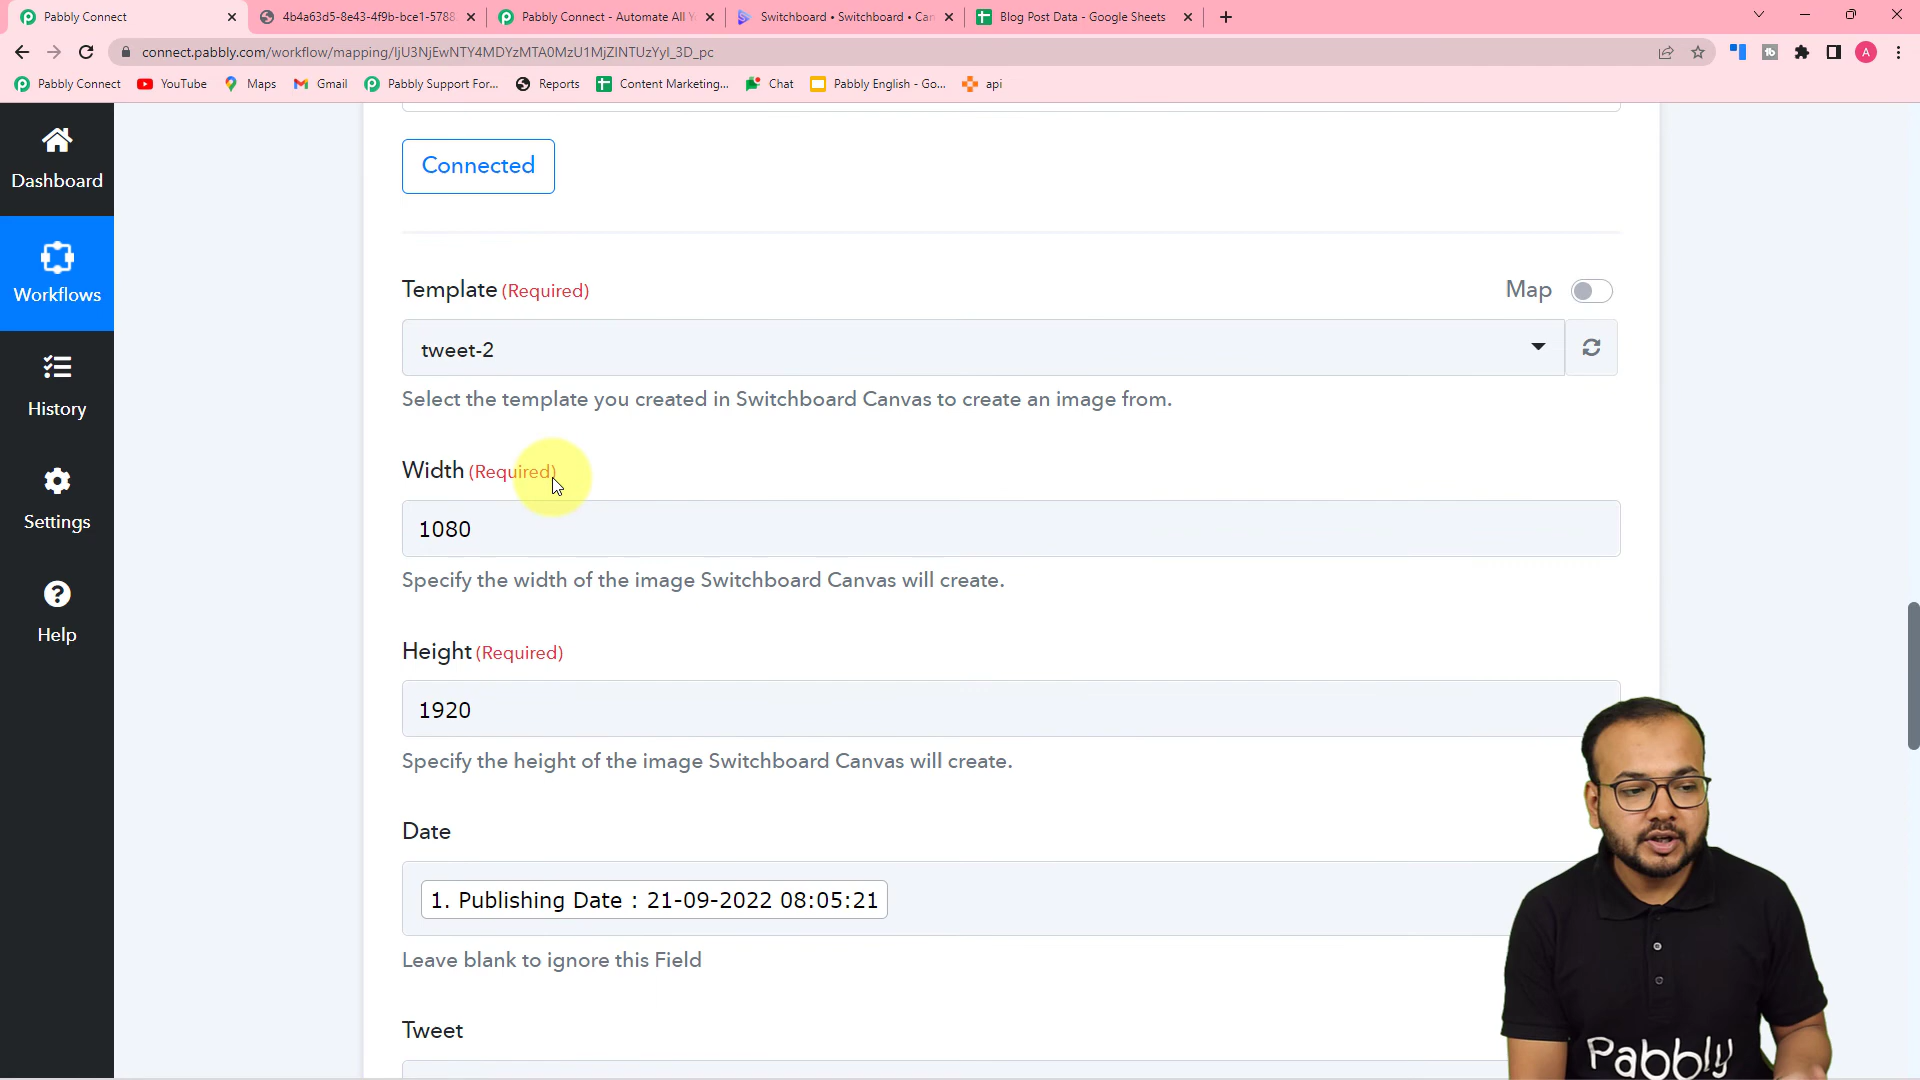 Pabbly Connect
4b4a63d5-8e43-4f9b-bce1-5788
Pabbly Connect - Automate All Y
Switchboard • Switchboard • Can
Blog Post Data - Google Sheets
connect.pabbly.com/workflow/mapping/IjU3NjEwNTY4MDYzMTA0MzU1MjZlNTUzYyI_3D_pc
A
Pabbly Connect
YouTube
Maps
Gmail
Pabbly Support For...
Reports
Content Marketing...
Chat
Pabbly English - Go...
api
Dashboard
Workflows
History
Settings
Help
Connected
Template (Required)
Map
tweet-2
Select the template you created in Switchboard Canvas to create an image from.
Width (Required)
1080
Specify the width of the image Switchboard Canvas will create.
Height (Required)
1920
Specify the height of the image Switchboard Canvas will create.
Date
1. Publishing Date : 21-09-2022 08:05:21
Leave blank to ignore this Field
Tweet
Pabbly